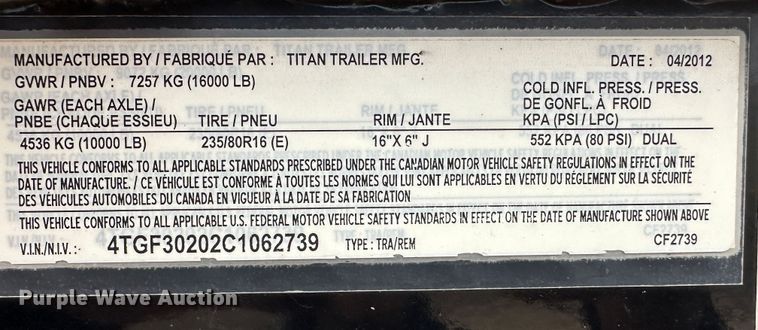 MANUFACTURED BY / FABRIQUÉ PAR : TITAN TRAILER MFG. DATE : 04/2012
GVWR / PNBV : 7257 KG (16000 LB)
GAWR (EACH AXLE) / PNBE (CHAQUE ESSIEU) TIRE / PNEU RIM / JANTE COLD INFL. PRESS. / PRESS. DE GONFL. À FROID KPA (PSI / LPC)
4536 KG (10000 LB) 235/80R16 (E) 16"X 6" J 552 KPA (80 PSI) DUAL
THIS VEHICLE CONFORMS TO ALL APPLICABLE STANDARDS PRESCRIBED UNDER THE CANADIAN MOTOR VEHICLE SAFETY REGULATIONS IN EFFECT ON THE
DATE OF MANUFACTURE. / CE VÉHICULE EST CONFORME À TOUTES LES NORMES QUI LUI SONT APPLICABLES EN VERTU DU RÉGLEMENT SUR LA SÉCURITÉ
DES VÉHICULES AUTOMOBILES DU CANADA EN VIGUEUR À LA DATE DE SA FABRICATION
THIS VEHICLE CONFORMS TO ALL APPLICABLE U.S. FEDERAL MOTOR VEHICLE SAFETY STANDARDS IN EFFECT ON THE DATE OF MANUFACTURE SHOWN ABOVE
V.I.N./N.I.V. : 4TGF30202C1062739 TYPE : TRA/REM CF2739
Purple Wave Auction